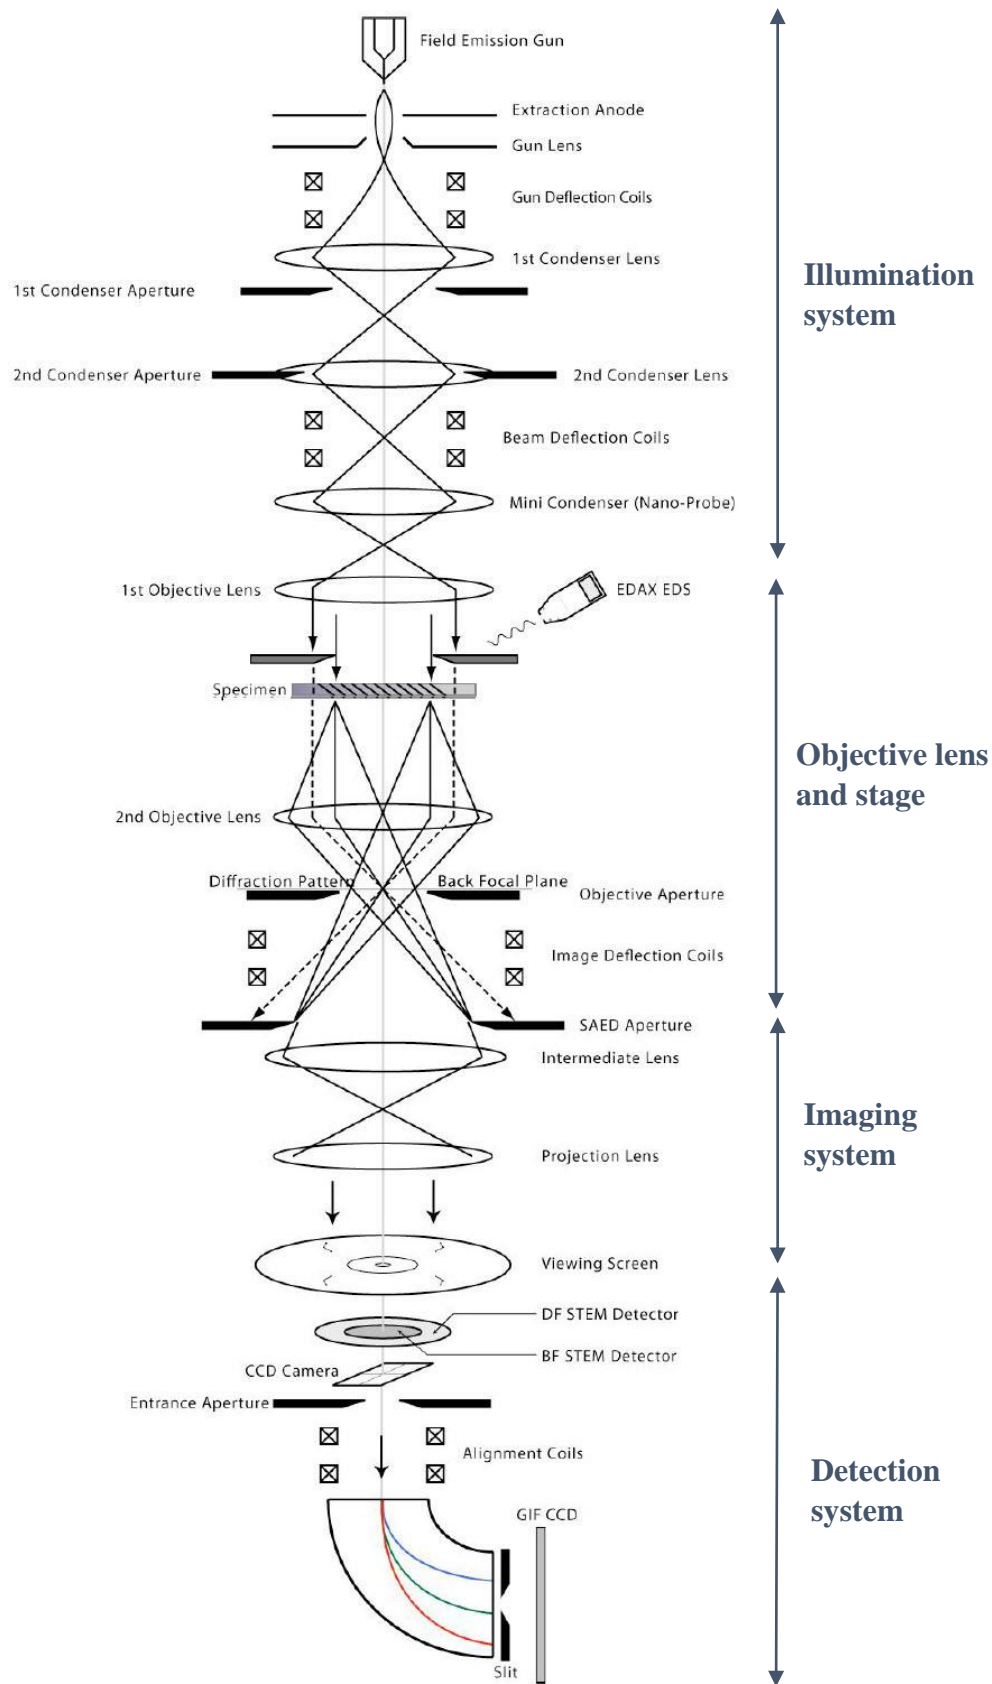 Field Emission Gun
Extraction Anode
Gun Lens
Gun Deflection Coils
1st Condenser Lens
1st Condenser Aperture
Illumination
system
2nd Condenser Aperture
2nd Condenser Lens
Beam Deflection Coils
Mini Condenser (Nano-Probe)
1st Objective Lens
EDAX EDS
Specimen
Objective lens
and stage
2nd Objective Lens
Diffraction Pattern
Back Focal Plane
Objective Aperture
Image Deflection Coils
SAED Aperture
Intermediate Lens
Imaging
system
Projection Lens
Viewing Screen
DF STEM Detector
BF STEM Detector
CCD Camera
Entrance Aperture
Alignment Coils
Detection
system
GIF CCD
Slit